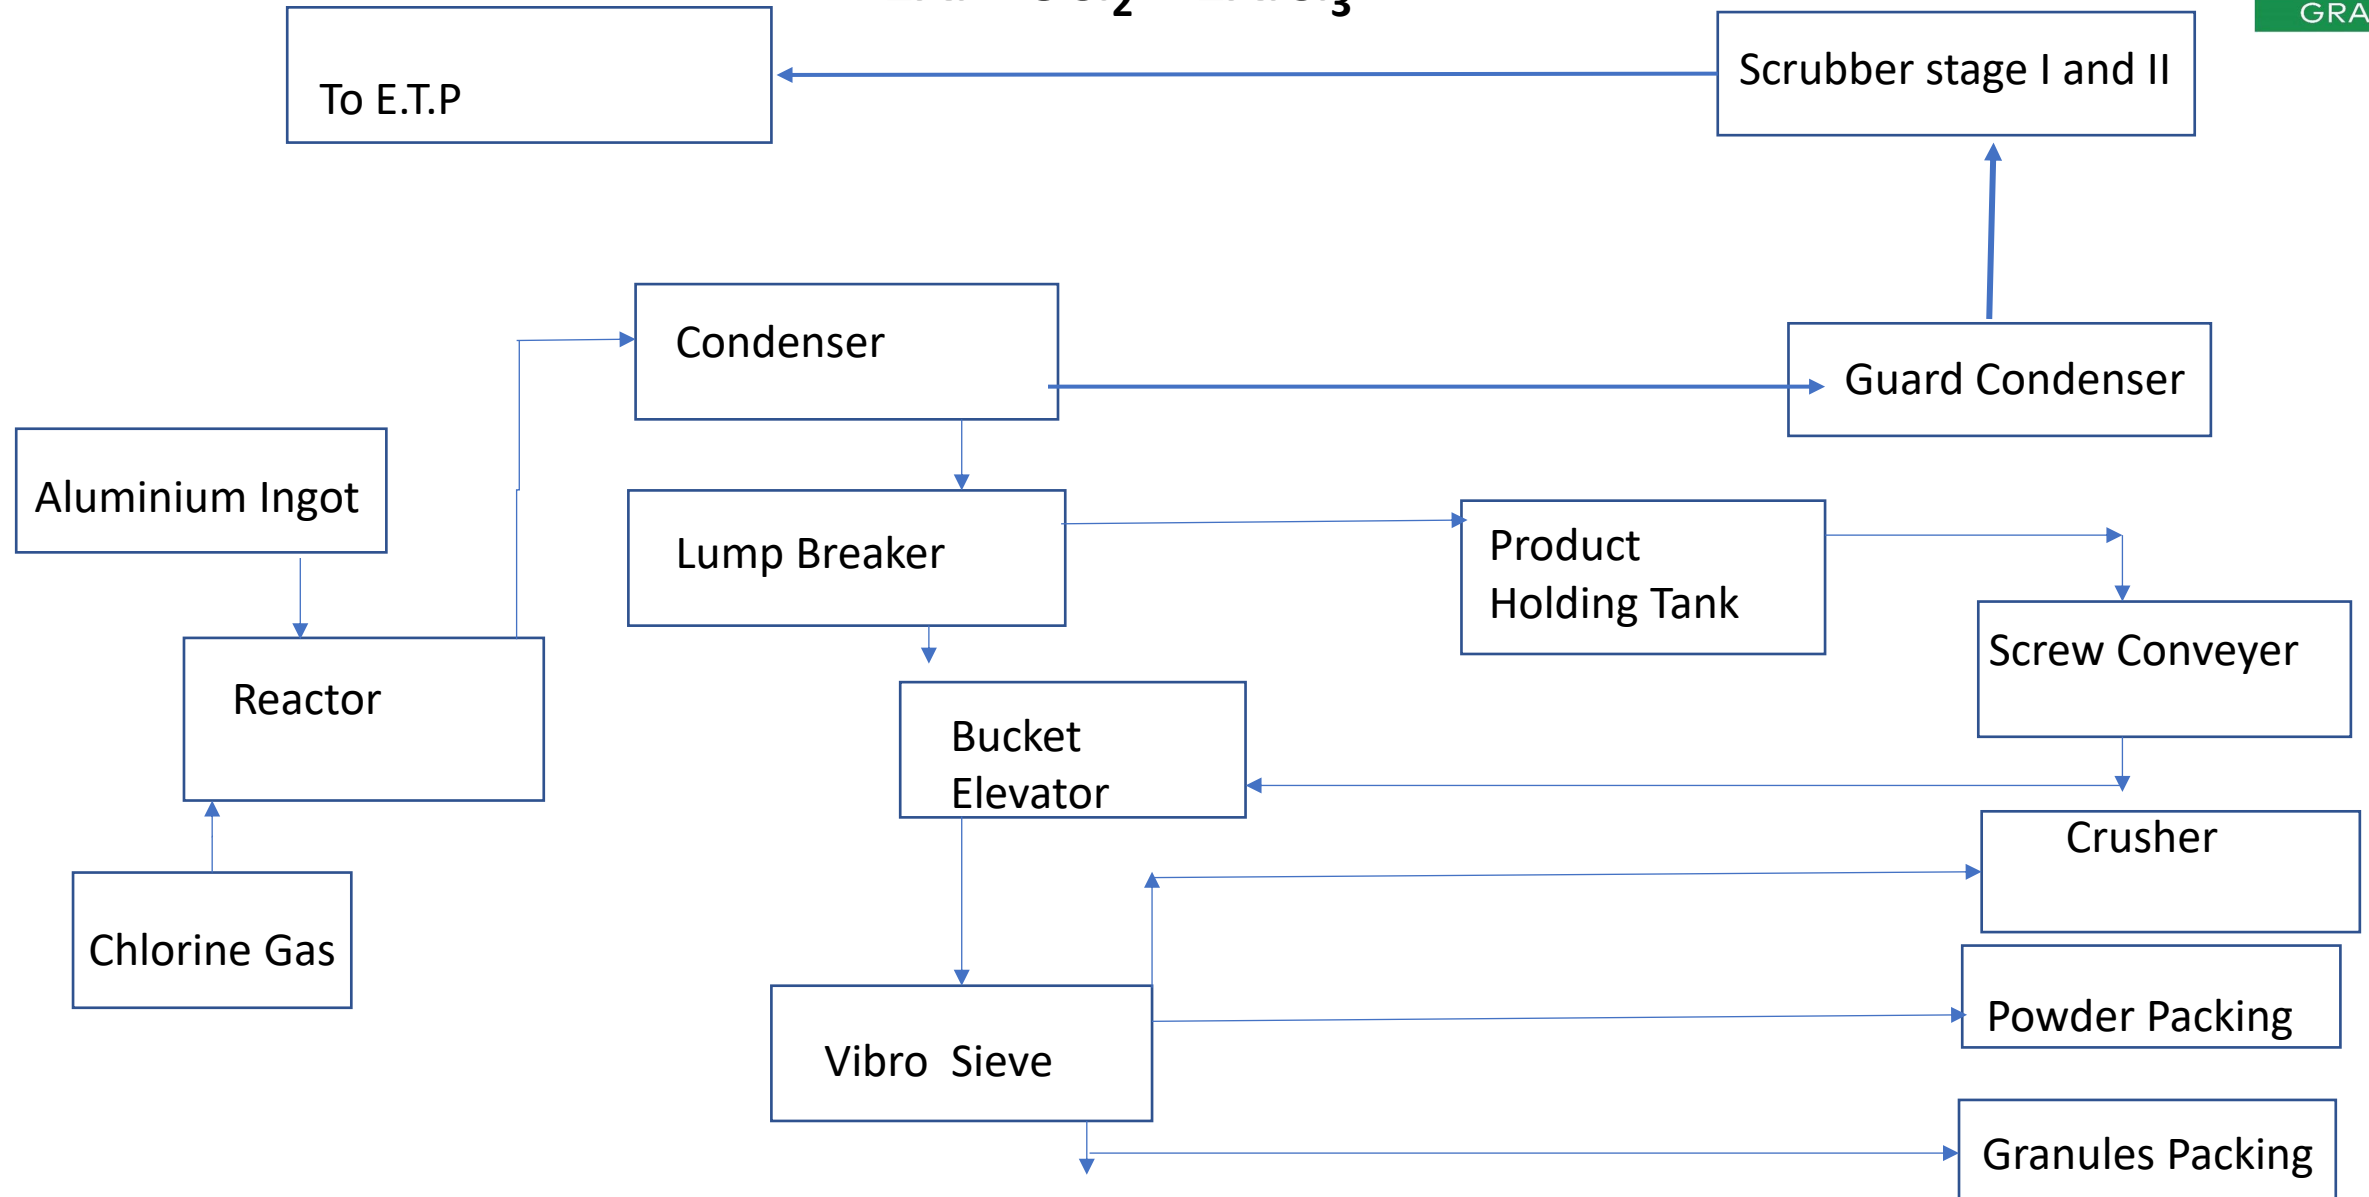 GRA
To E.T.P
Scrubber stage I and II
Condenser
Guard Condenser
Aluminium Ingot
Lump Breaker
Product
Holding Tank
Screw Conveyer
Reactor
Bucket
Elevator
Crusher
Chlorine Gas
Powder Packing
Vibro  Sieve
Granules Packing